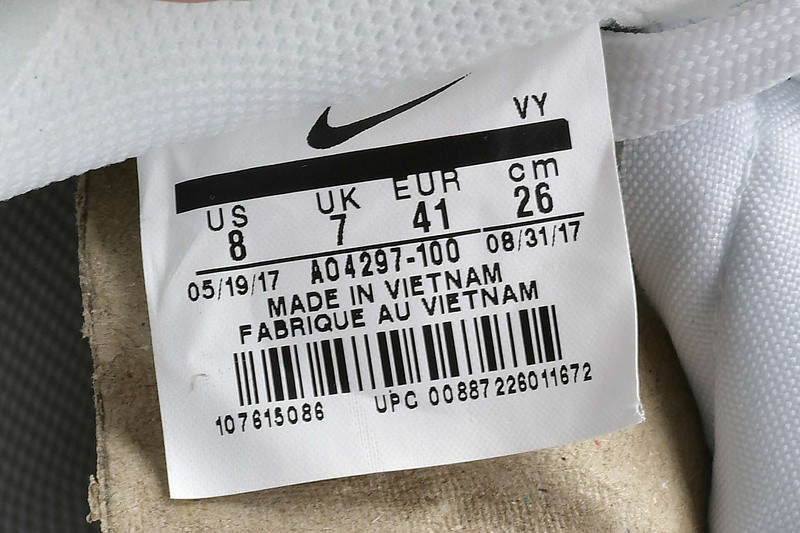 VY
US UK EUR cm
8 7 41 26
05/19/17 AO4297-100 08/31/17
MADE IN VIETNAM
FABRIQUE AU VIETNAM
107615086 UPC 00887226011672